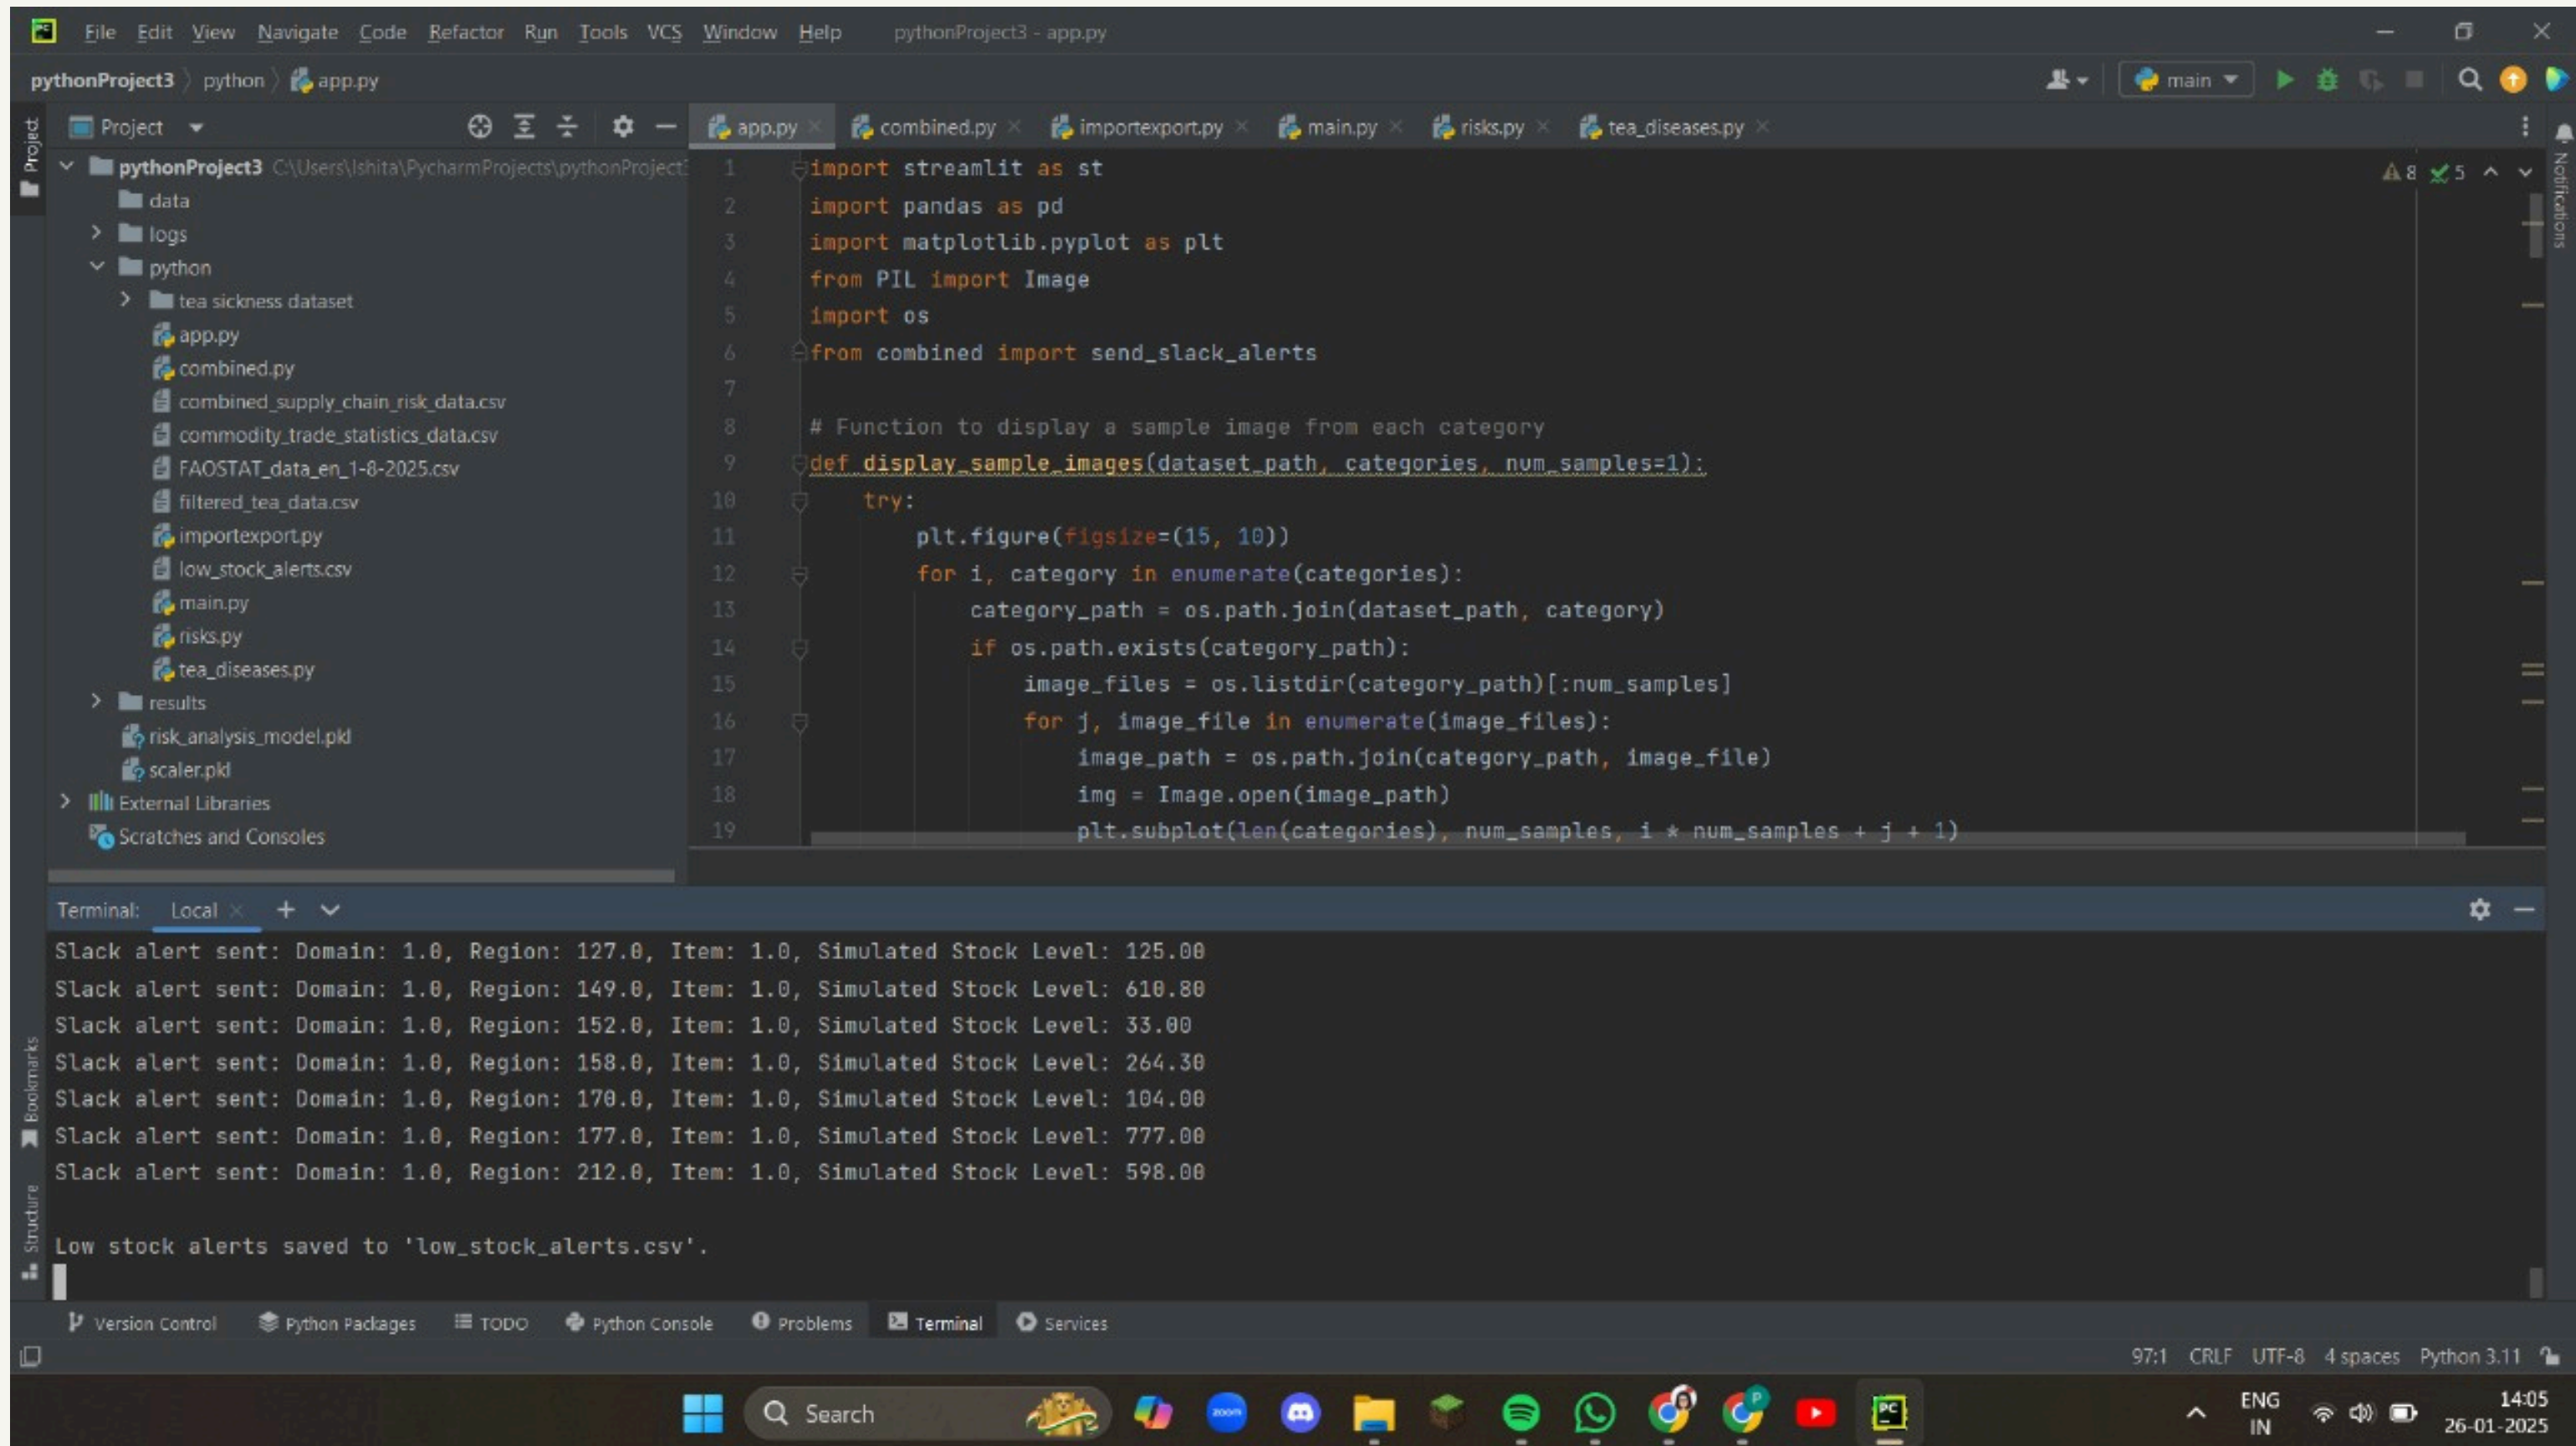 File Edit View Navigate Code Refactor Run Tools VCS Window Help pythonProject3 - app.py
pythonProject3 python app.py
main
Project
Project
app.py combined.py importexport.py main.py risks.py tea_diseases.py
Notifications
pythonProject3 C:\Users\Ishita\PycharmProjects\pythonProject3
data
logs
python
tea sickness dataset
app.py
combined.py
combined_supply_chain_risk_data.csv
commodity_trade_statistics_data.csv
FAOSTAT_data_en_1-8-2025.csv
filtered_tea_data.csv
importexport.py
low_stock_alerts.csv
main.py
risks.py
tea_diseases.py
results
risk_analysis_model.pkl
scaler.pkl
External Libraries
Scratches and Consoles
8 5
1 import streamlit as st
2 import pandas as pd
3 import matplotlib.pyplot as plt
4 from PIL import Image
5 import os
6 from combined import send_slack_alerts
7
8 # Function to display a sample image from each category
9 def display_sample_images(dataset_path, categories, num_samples=1):
10     try:
11         plt.figure(figsize=(15, 10))
12         for i, category in enumerate(categories):
13             category_path = os.path.join(dataset_path, category)
14             if os.path.exists(category_path):
15                 image_files = os.listdir(category_path)[:num_samples]
16                 for j, image_file in enumerate(image_files):
17                     image_path = os.path.join(category_path, image_file)
18                     img = Image.open(image_path)
19                     plt.subplot(len(categories), num_samples, i * num_samples + j + 1)
Terminal: Local
Slack alert sent: Domain: 1.0, Region: 127.0, Item: 1.0, Simulated Stock Level: 125.00
Slack alert sent: Domain: 1.0, Region: 149.0, Item: 1.0, Simulated Stock Level: 610.80
Slack alert sent: Domain: 1.0, Region: 152.0, Item: 1.0, Simulated Stock Level: 33.00
Slack alert sent: Domain: 1.0, Region: 158.0, Item: 1.0, Simulated Stock Level: 264.30
Slack alert sent: Domain: 1.0, Region: 170.0, Item: 1.0, Simulated Stock Level: 104.00
Slack alert sent: Domain: 1.0, Region: 177.0, Item: 1.0, Simulated Stock Level: 777.00
Slack alert sent: Domain: 1.0, Region: 212.0, Item: 1.0, Simulated Stock Level: 598.00
Low stock alerts saved to 'low_stock_alerts.csv'.
Bookmarks
Structure
Version Control Python Packages TODO Python Console Problems Terminal Services
97:1 CRLF UTF-8 4 spaces Python 3.11
Search
zoom
P
PC
ENG
IN
14:05
26-01-2025